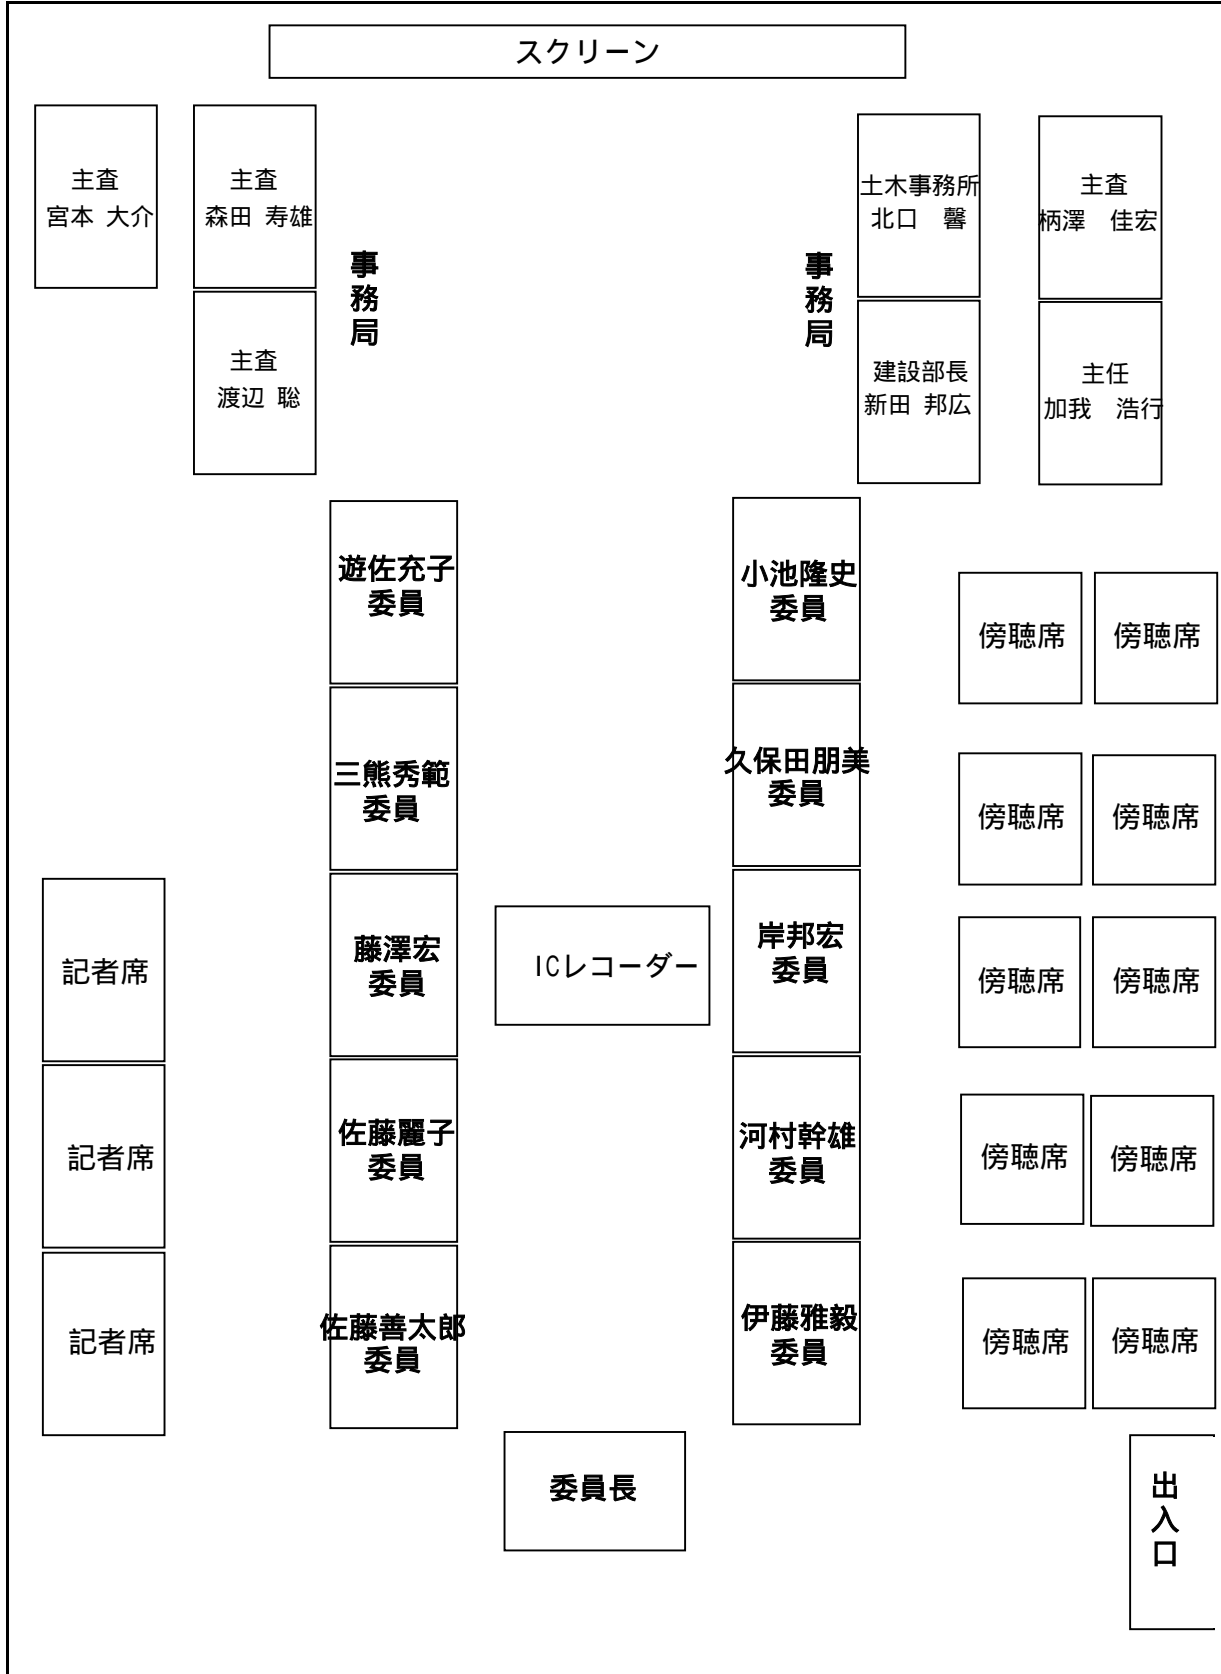 スクリーン
主査
宮本 大介
主査
森田 寿雄
主査
渡辺 聡
事務局
事務局
土木事務所
北口　馨
建設部長
新田 邦広
主査
柄澤　佳宏
主任
加我　浩行
遊佐充子
委員
三熊秀範
委員
藤澤宏
委員
佐藤麗子
委員
佐藤善太郎
委員
小池隆史
委員
久保田朋美
委員
岸邦宏
委員
河村幹雄
委員
伊藤雅毅
委員
ICレコーダー
委員長
記者席
記者席
記者席
傍聴席
傍聴席
傍聴席
傍聴席
傍聴席
傍聴席
傍聴席
傍聴席
傍聴席
傍聴席
出入口